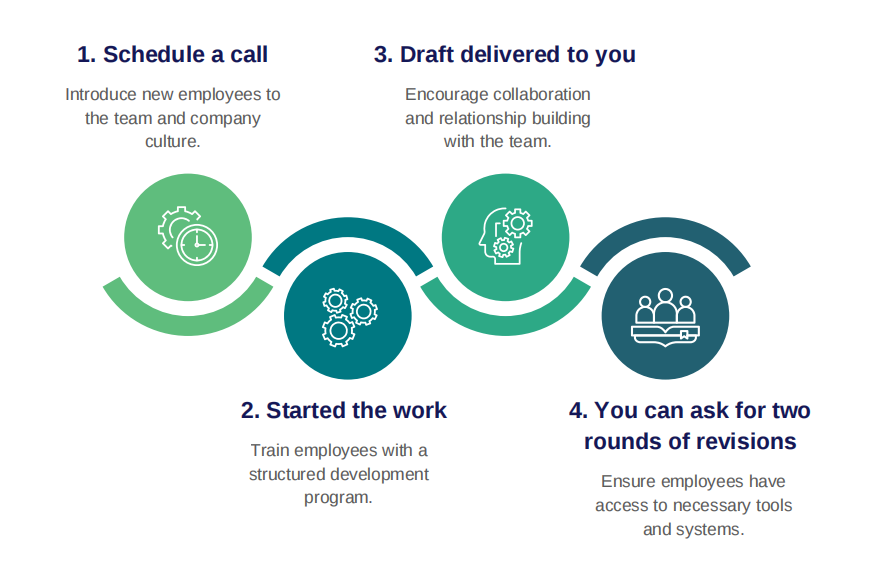 1. Schedule a call
Introduce new employees to
the team and company
culture.
2. Started the work
Train employees with a
structured development
program.
3. Draft delivered to you
Encourage collaboration
and relationship building
with the team.
4. You can ask for two
rounds of revisions
Ensure employees have
access to necessary tools
and systems.